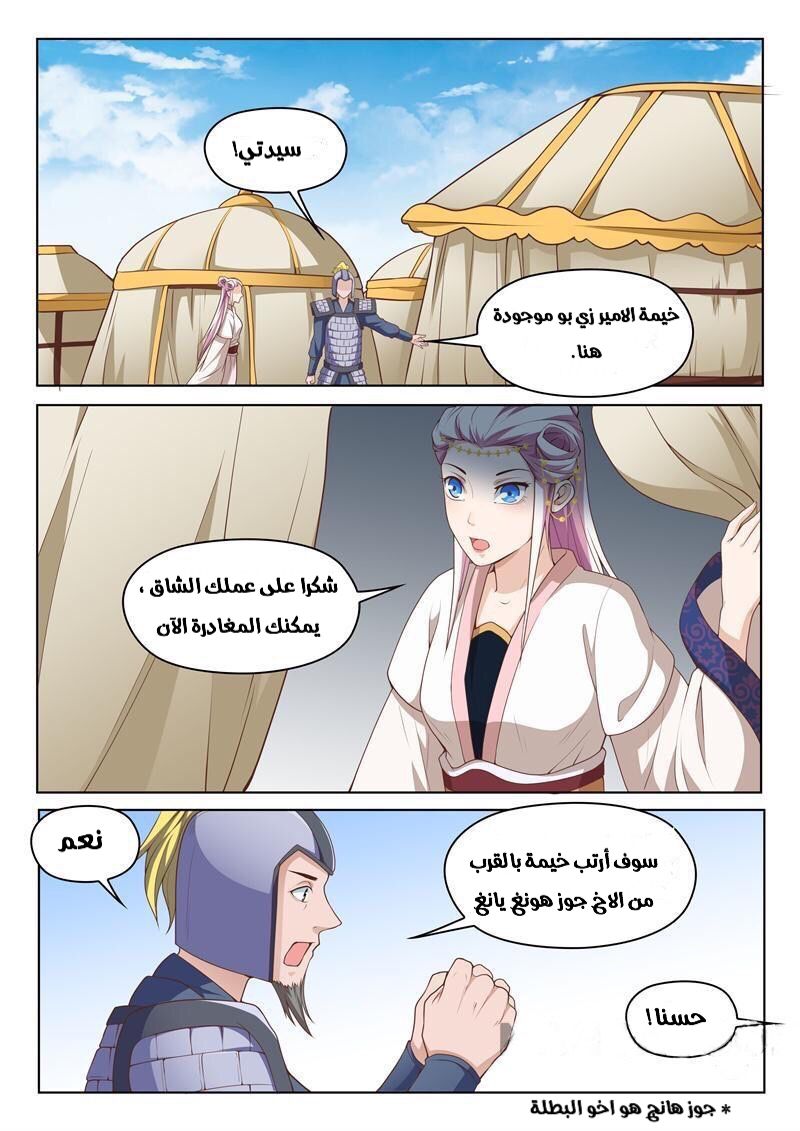 سيدتي!
خيمة الامير زي بو موجودة
هنا.
شكرا على عملك الشاق ،
يمكنك المغادرة الآن
نعم
سوف أرتب خيمة بالقرب
من الاخ جوز هونغ يانغ
حسنا!
* جوز هانج هو اخو البطلة